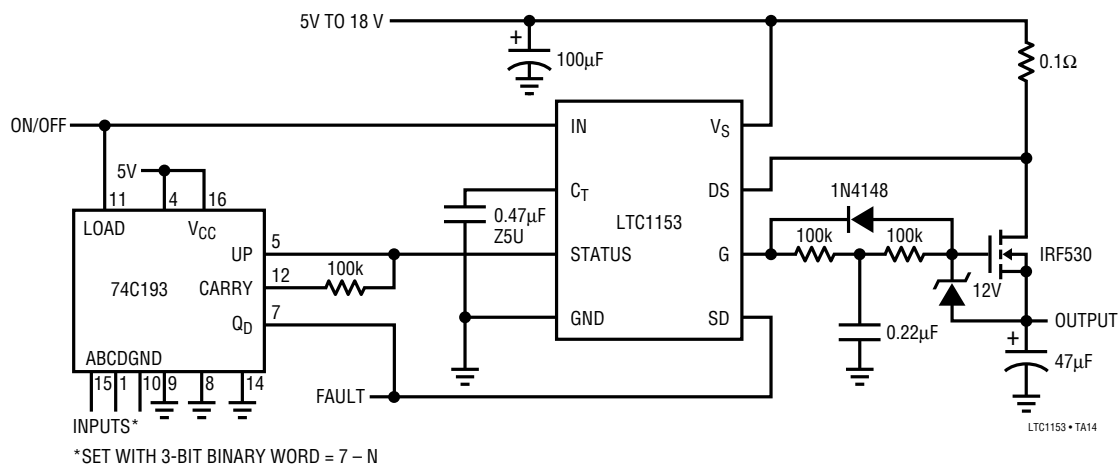 5V TO 18 V
+
100µF
0.1Ω
ON/OFF
IN
VS
5V
11
4
16
LOAD
VCC
CT
DS
0.47µF
Z5U
LTC1153
1N4148
UP
5
STATUS
G
100k
100k
IRF530
CARRY
12
100k
74C193
12V
QD
7
GND
SD
OUTPUT
0.22µF
+
47µF
ABCDGND
15
1
10
9
8
14
FAULT
INPUTS*
LTC1153 • TA14
*SET WITH 3-BIT BINARY WORD = 7 – N